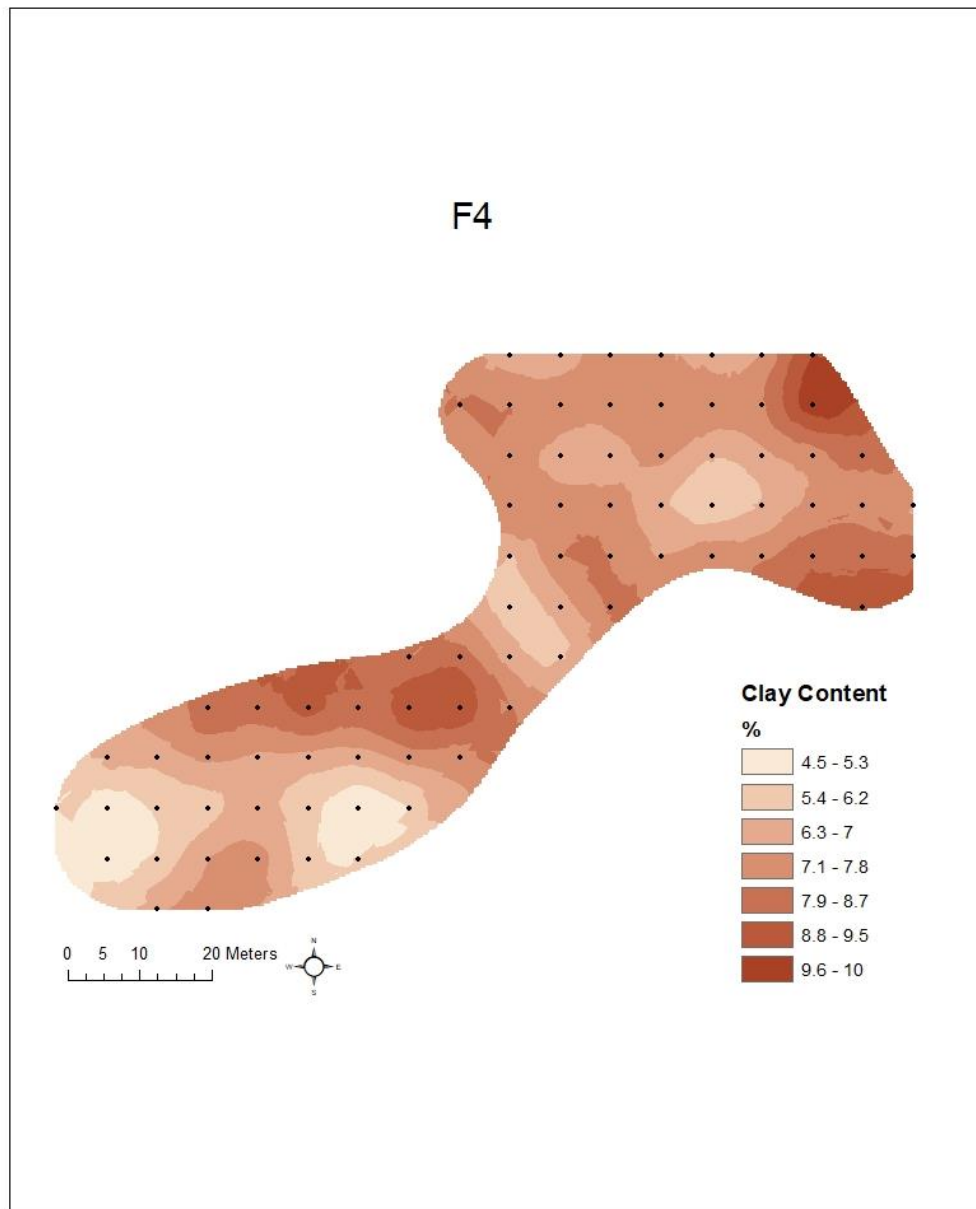 F4
Clay Content
%
4.5 - 5.3
5.4 - 6.2
6.3 - 7
7.1 - 7.8
7.9 - 8.7
8.8 - 9.5
9.6 - 10
0 5 10 20 Meters
N
W E
S